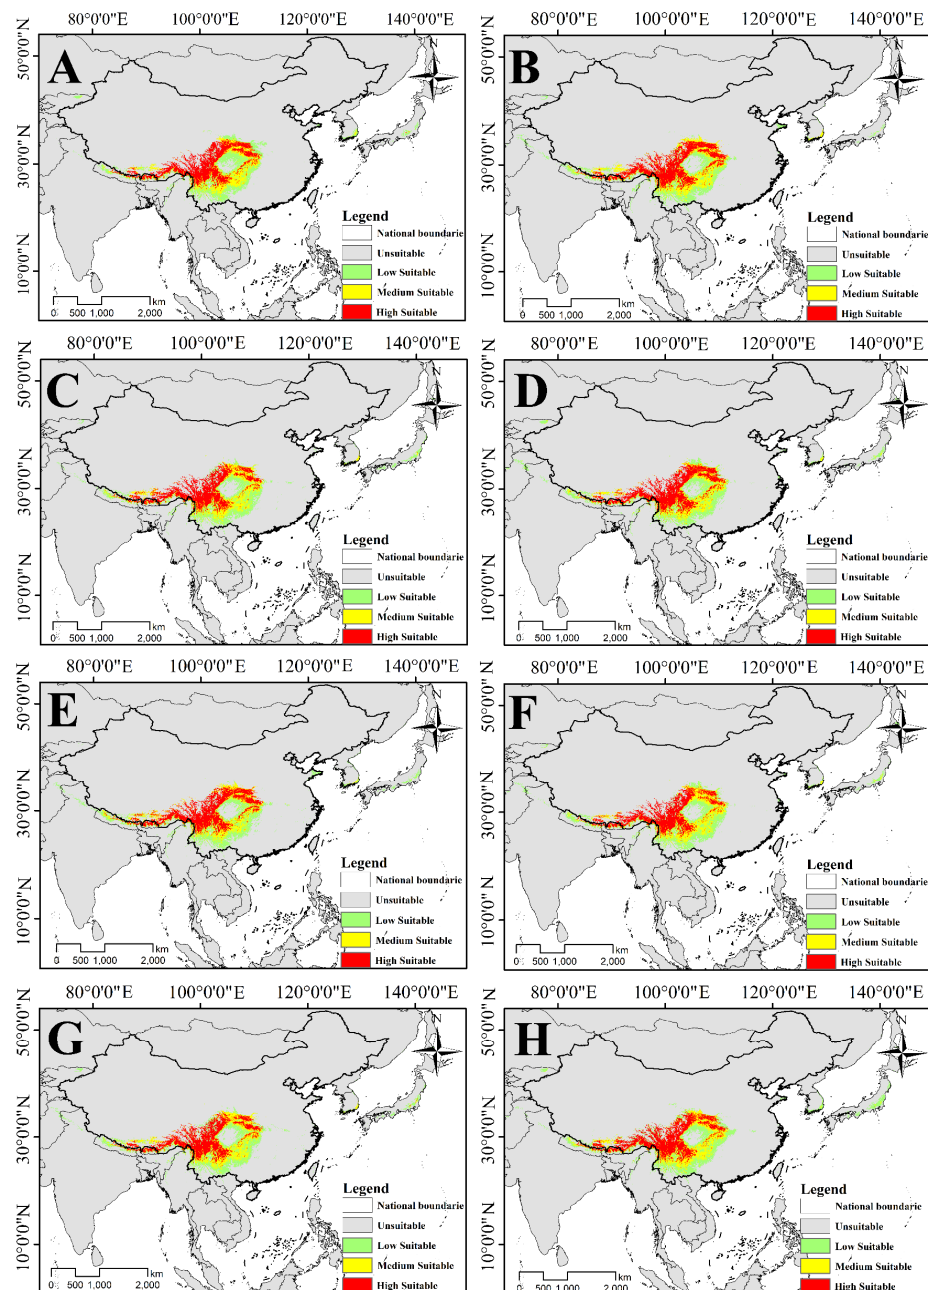 80°0'0"E 100°0'0"E 120°0'0"E 140°0'0"E 80°0'0"E 100°0'0"E 120°0'0"E 140°0'0"E
50°0'0"N
30°0'0"N
10°0'0"N
A
N
Legend
National boundarie
Unsuitable
Low Suitable
Medium Suitable
High Suitable
0 500 1,000 2,000
km
50°0'0"N
30°0'0"N
10°0'0"N
B
N
Legend
National boundarie
Unsuitable
Low Suitable
Medium Suitable
High Suitable
0 500 1,000 2,000
km
80°0'0"E 100°0'0"E 120°0'0"E 140°0'0"E 80°0'0"E 100°0'0"E 120°0'0"E 140°0'0"E
50°0'0"N
30°0'0"N
10°0'0"N
C
N
Legend
National boundarie
Unsuitable
Low Suitable
Medium Suitable
High Suitable
0 500 1,000 2,000
km
50°0'0"N
30°0'0"N
10°0'0"N
D
N
Legend
National boundarie
Unsuitable
Low Suitable
Medium Suitable
High Suitable
0 500 1,000 2,000
km
80°0'0"E 100°0'0"E 120°0'0"E 140°0'0"E 80°0'0"E 100°0'0"E 120°0'0"E 140°0'0"E
50°0'0"N
30°0'0"N
10°0'0"N
E
N
Legend
National boundarie
Unsuitable
Low Suitable
Medium Suitable
High Suitable
0 500 1,000 2,000
km
50°0'0"N
30°0'0"N
10°0'0"N
F
N
Legend
National boundarie
Unsuitable
Low Suitable
Medium Suitable
High Suitable
0 500 1,000 2,000
km
80°0'0"E 100°0'0"E 120°0'0"E 140°0'0"E 80°0'0"E 100°0'0"E 120°0'0"E 140°0'0"E
50°0'0"N
30°0'0"N
10°0'0"N
G
N
Legend
National boundarie
Unsuitable
Low Suitable
Medium Suitable
High Suitable
0 500 1,000 2,000
km
50°0'0"N
30°0'0"N
10°0'0"N
H
N
Legend
National boundarie
Unsuitable
Low Suitable
Medium Suitable
High Suitable
0 500 1,000 2,000
km